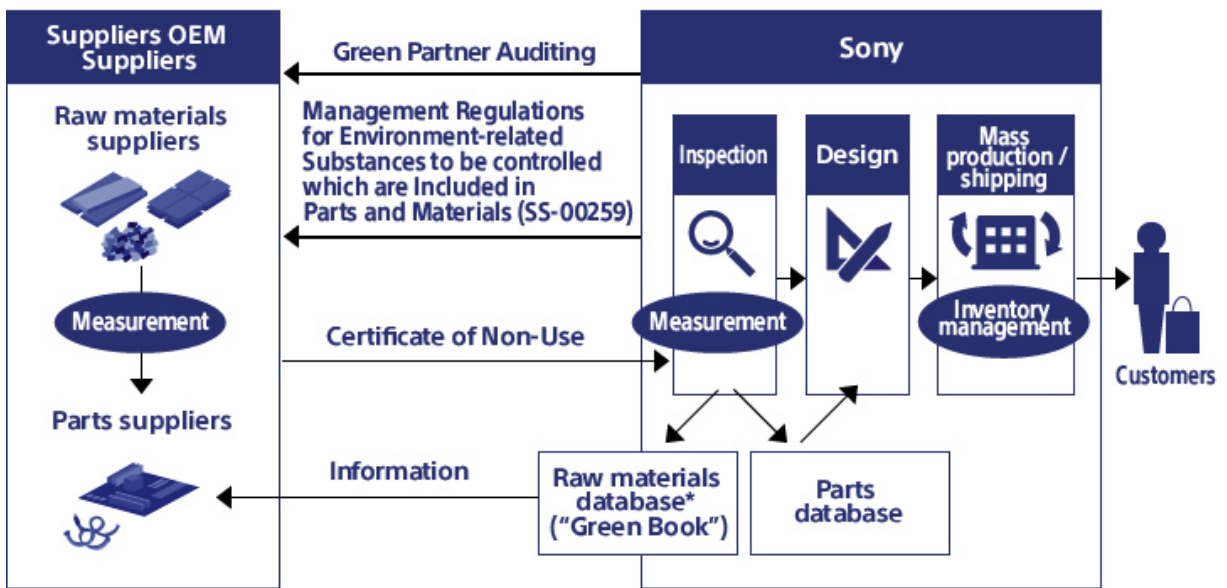 Suppliers OEM
Suppliers
Raw materials
suppliers
Measurement
Parts suppliers
Green Partner Auditing
Management Regulations
for Environment-related
Substances to be controlled
which are Included in
Parts and Materials (SS-00259)
Certificate of Non-Use
Information
Sony
Inspection
Measurement
Design
Mass
production /
shipping
Inventory
management
Customers
Raw materials
database*
("Green Book")
Parts
database